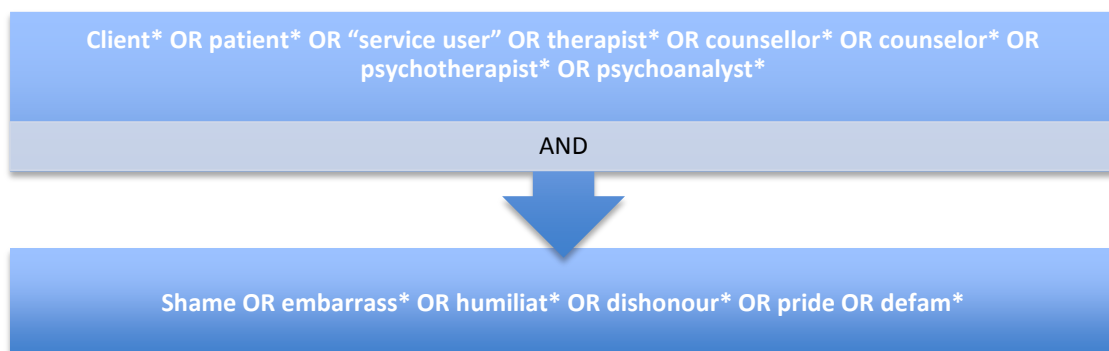 Client* OR patient* OR “service user” OR therapist* OR counsellor* OR counselor* OR
psychotherapist* OR psychoanalyst*
AND
Shame OR embarrass* OR humiliat* OR dishonour* OR pride OR defam*